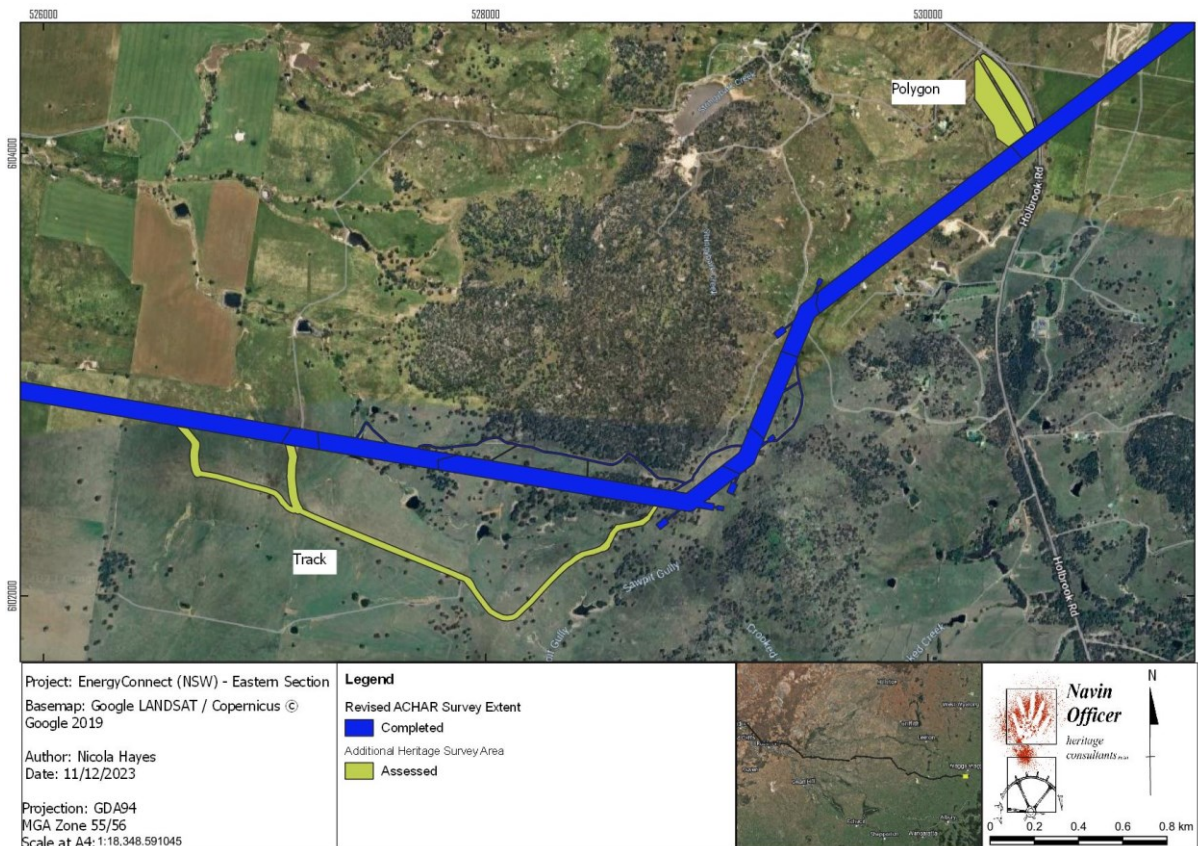 526000
528000
530000
6104000
6102000
Polygon
Holbrook Rd
Track
Sawpit Gully
Gully
Holbrook Rd
Project: EnergyConnect (NSW) - Eastern Section
Basemap: Google LANDSAT / Copernicus ©
Google 2019
Author: Nicola Hayes
Date: 11/12/2023
Projection: GDA94
MGA Zone 55/56
Scale at A4: 1:18,348.591045
Legend
Revised ACHAR Survey Extent
Completed
Additional Heritage Survey Area
Assessed
Navin
Officer
heritage
consultants
N
0 0.2 0.4 0.6 0.8 km